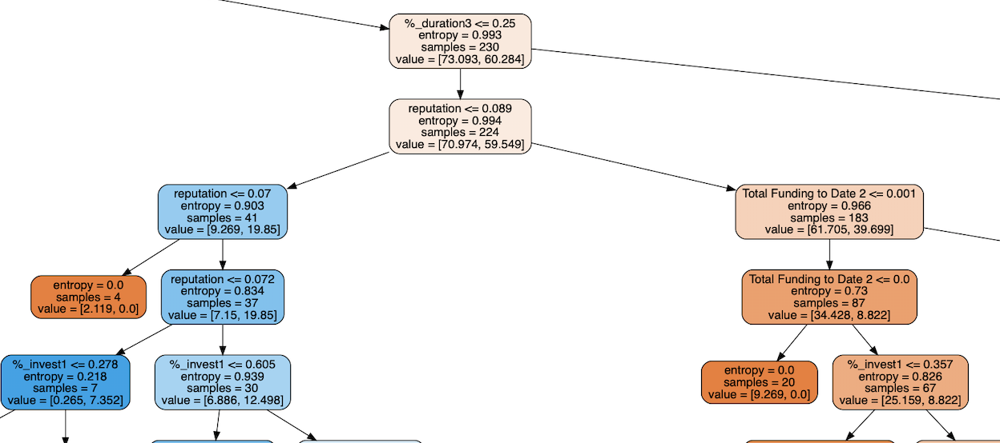 %_duration3 <= 0.25
entropy = 0.993
samples = 230
value = [73.093, 60.284]
reputation <= 0.089
entropy = 0.994
samples = 224
value = [70.974, 59.549]
reputation <= 0.07
entropy = 0.903
samples = 41
value = [9.269, 19.85]
Total Funding to Date 2 <= 0.001
entropy = 0.966
samples = 183
value = [61.705, 39.699]
entropy = 0.0
samples = 4
value = [2.119, 0.0]
reputation <= 0.072
entropy = 0.834
samples = 37
value = [7.15, 19.85]
Total Funding to Date 2 <= 0.0
entropy = 0.73
samples = 87
value = [34.428, 8.822]
%_invest1 <= 0.278
entropy = 0.218
samples = 7
value = [0.265, 7.352]
%_invest1 <= 0.605
entropy = 0.939
samples = 30
value = [6.886, 12.498]
entropy = 0.0
samples = 20
value = [9.269, 0.0]
%_invest1 <= 0.357
entropy = 0.826
samples = 67
value = [25.159, 8.822]